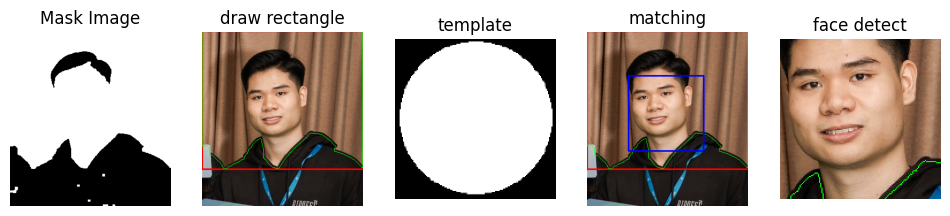 Mask Image
draw rectangle
template
matching
face detect